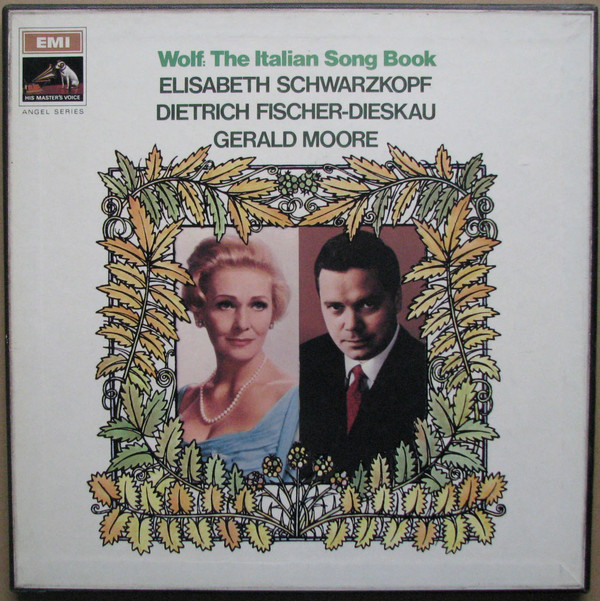 EMI
HIS MASTER'S VOICE
ANGEL SERIES
Wolf: The Italian Song Book
ELISABETH SCHWARZKOPF
DIETRICH FISCHER-DIESKAU
GERALD MOORE